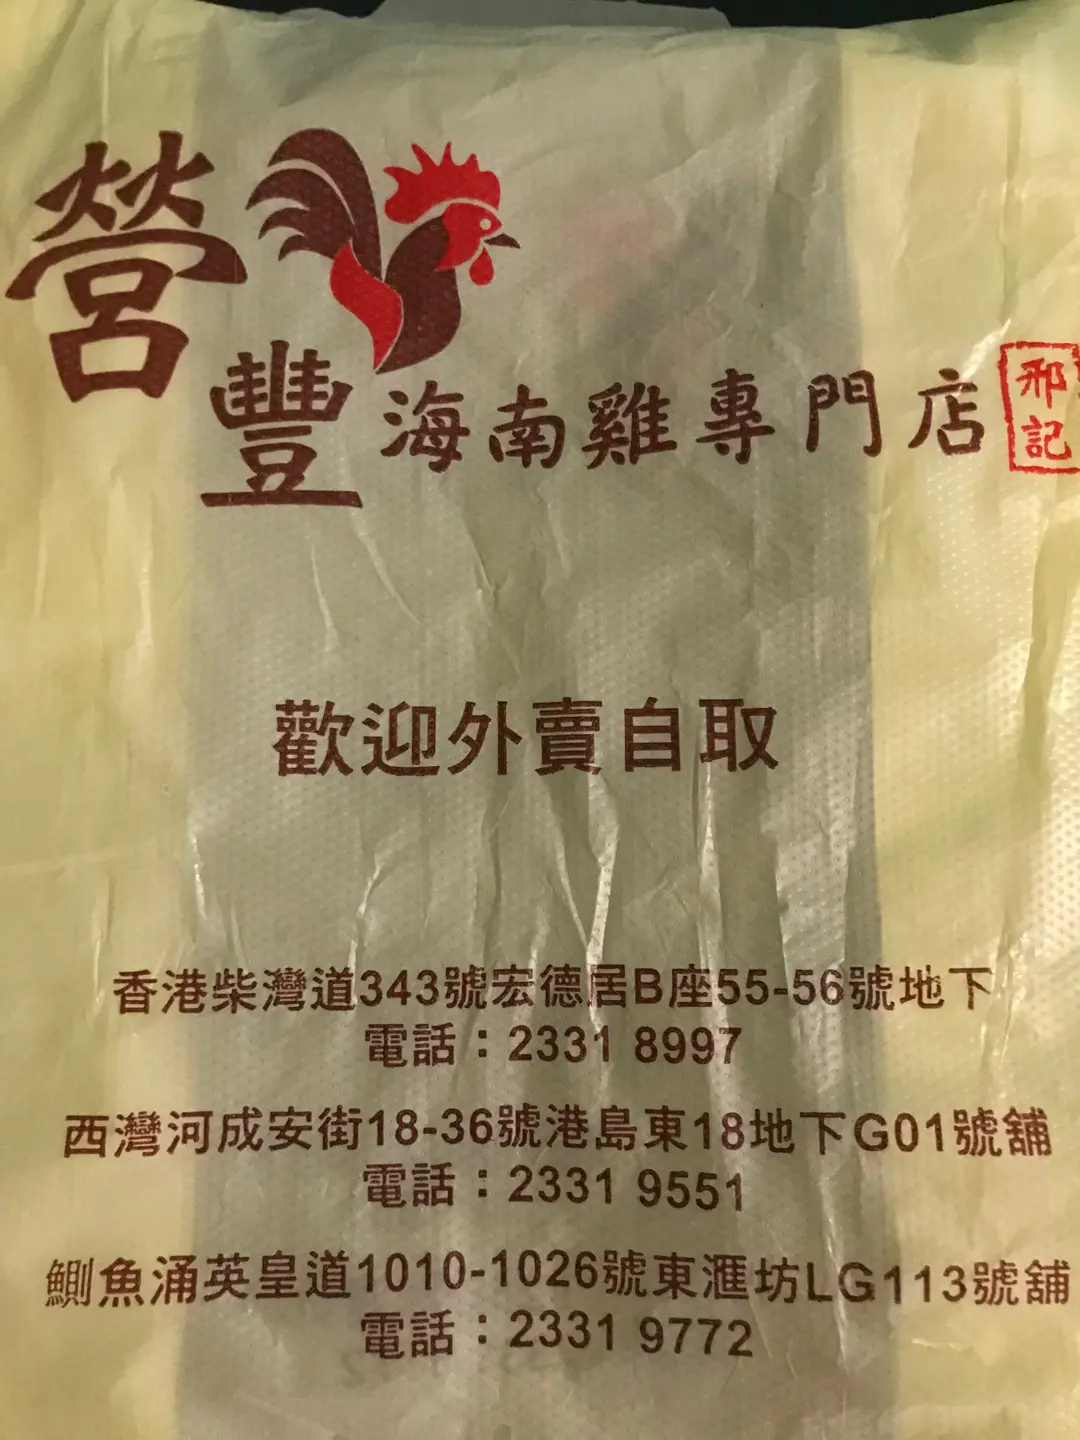 營豐海南雞專門店
邢記
歡迎外賣自取
香港柴灣道343號宏德居B座55-56號地下
電話：2331 8997
西灣河成安街18-36號港島東18地下G01號舖
電話：2331 9551
鰂魚涌英皇道1010-1026號東滙坊LG113號舖
電話：2331 9772